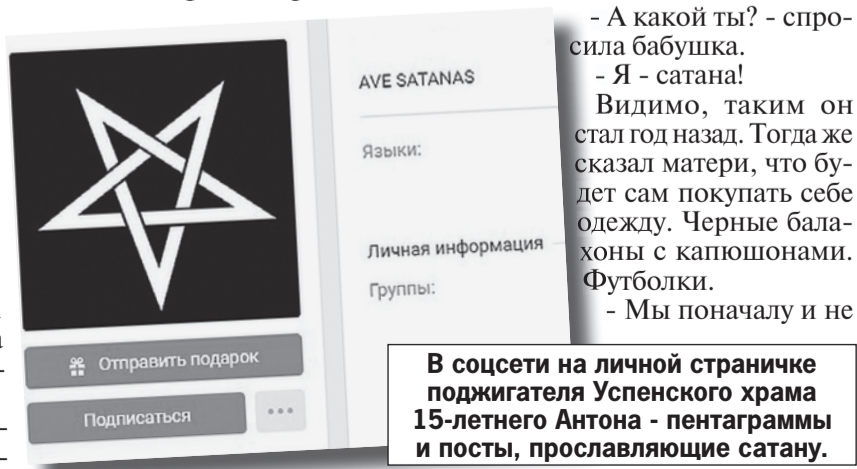 AVE SATANAS
Языки:
Личная информация
Группы:
Отправить подарок
Подписаться
- А какой ты? - спро-
сила бабушка.
- Я - сатана!
Видимо, таким он
стал год назад. Тогда же
сказал матери, что бу-
дет сам покупать себе
одежду. Черные бала-
хоны с капюшонами.
Футболки.
- Мы поначалу и не
В соцсети на личной страничке
поджигателя Успенского храма
15-летнего Антона - пентаграммы
и посты, прославляющие сатану.